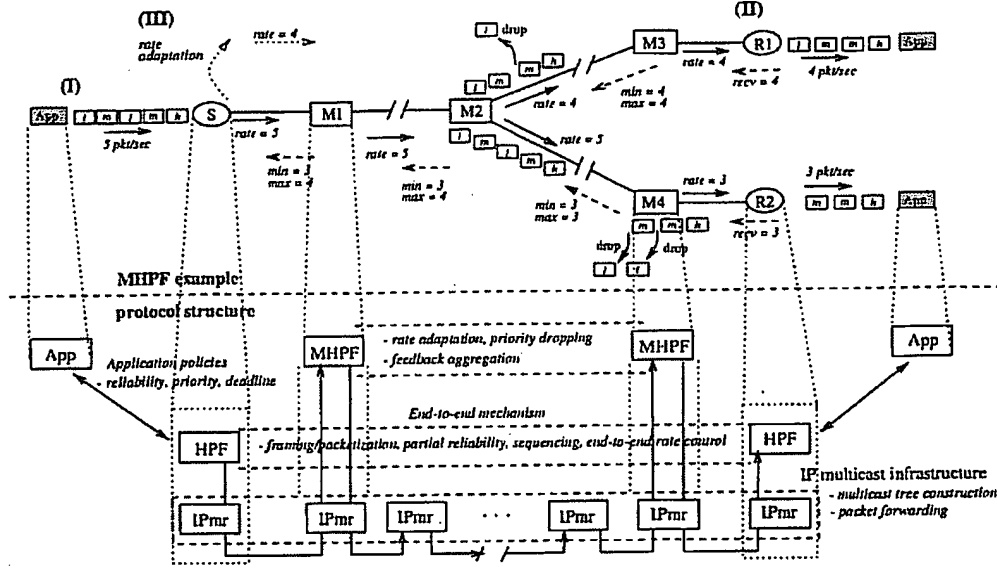 (III)
(II)
rate
adaptation
rate = 4
l
drop
l
m
m
h
M3
rate = 4
R1
l
m
m
h
App
4 pkt/sec
recv = 4
min = 4
max = 4
rate = 4
(I)
App
l
m
l
m
h
5 pkt/sec
S
rate = 5
M1
M2
rate = 5
min = 3
max = 4
min = 3
max = 4
l
m
l
m
h
rate = 5
min = 3
max = 3
M4
rate = 3
R2
recv = 3
3 pkt/sec
m
m
h
App
m
m
h
drop
drop
l
l
MHPF example
protocol structure
App
Application policies
- reliability, priority, deadline
MHPF
- rate adaptation, priority dropping
- feedback aggregation
MHPF
App
End-to-end mechanism
- framing/packetization, partial reliability, sequencing, end-to-end rate control
HPF
HPF
IP multicast infrastructure
- multicast tree construction
- packet forwarding
IPmr
IPmr
IPmr
. . .
IPmr
IPmr
IPmr